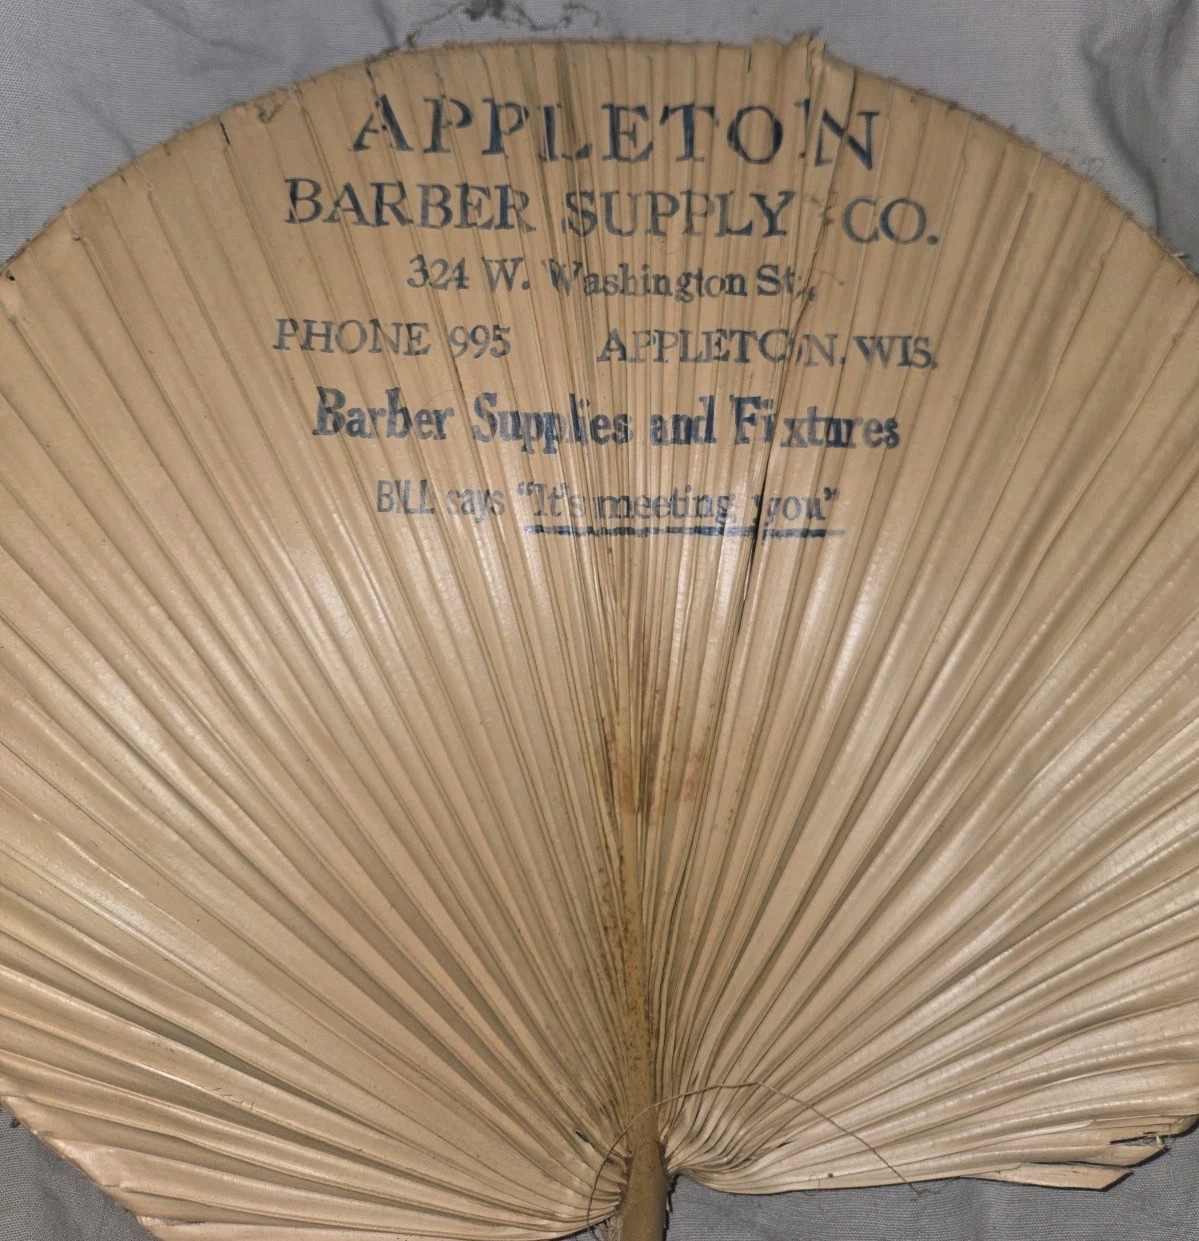 APPLETON
BARBER SUPPLY CO.
324 W. Washington St.,
PHONE 995 APPLETON, WIS.
Barber Supplies and Fixtures
BILL says "It's meeting you"